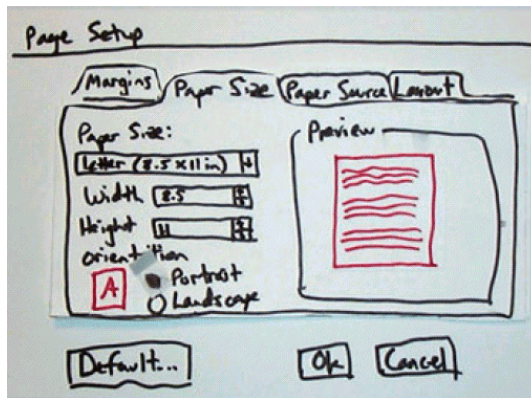 Page Setup
Margins Paper Size Paper Source Layout
Paper Size:
Preview
Letter (8.5 x 11 in)
Width 8.5
Height 11
orientition
A
Portrait
Landscape
Default... Ok Cancel